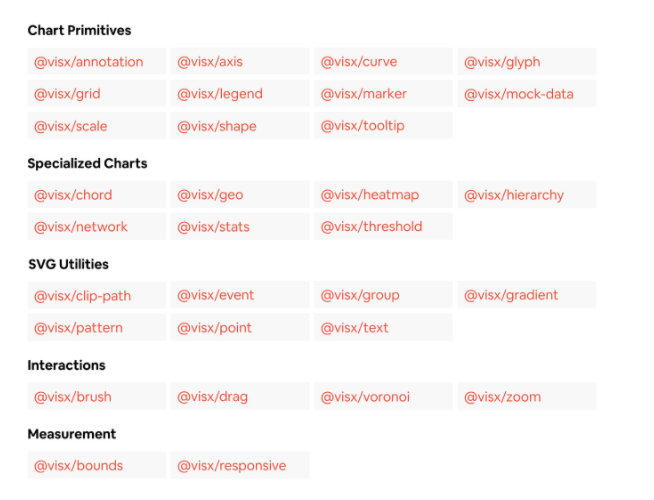 Chart Primitives
@visx/annotation @visx/axis @visx/curve @visx/glyph
@visx/grid @visx/legend @visx/marker @visx/mock-data
@visx/scale @visx/shape @visx/tooltip
Specialized Charts
@visx/chord @visx/geo @visx/heatmap @visx/hierarchy
@visx/network @visx/stats @visx/threshold
SVG Utilities
@visx/clip-path @visx/event @visx/group @visx/gradient
@visx/pattern @visx/point @visx/text
Interactions
@visx/brush @visx/drag @visx/voronoi @visx/zoom
Measurement
@visx/bounds @visx/responsive